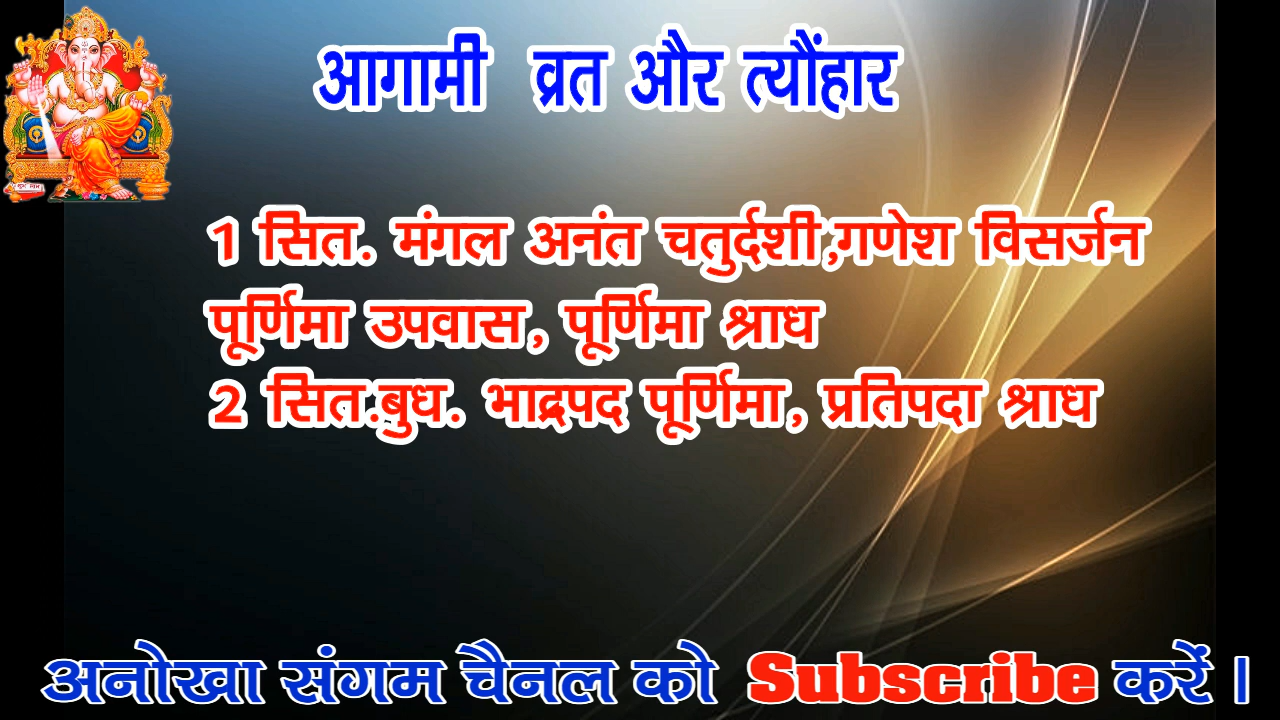 आगामी व्रत और त्यौंहार
1 सित. मंगल अनंत चतुर्दशी,गणेश विसर्जन
पूर्णिमा उपवास, पूर्णिमा श्राध
2 सित.बुध. भाद्रपद पूर्णिमा, प्रतिपदा श्राध
अनोखा संगम चैनल को Subscribe करें।